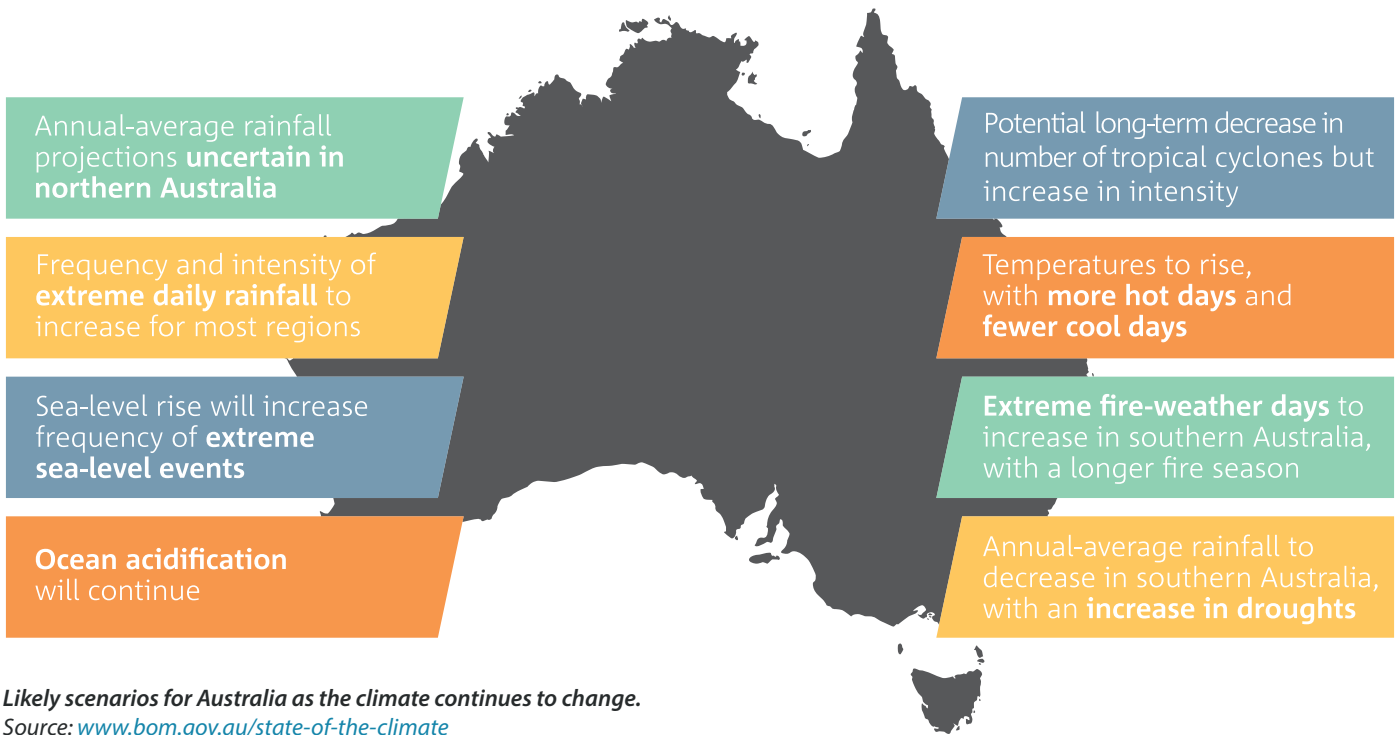 Annual-average rainfall
projections uncertain in
northern Australia
Frequency and intensity of
extreme daily rainfall to
increase for most regions
Sea-level rise will increase
frequency of extreme
sea-level events
Ocean acidification
will continue
Potential long-term decrease in
number of tropical cyclones but
increase in intensity
Temperatures to rise,
with more hot days and
fewer cool days
Extreme fire-weather days to
increase in southern Australia,
with a longer fire season
Annual-average rainfall to
decrease in southern Australia,
with an increase in droughts
Likely scenarios for Australia as the climate continues to change.
Source: www.bom.gov.au/state-of-the-climate